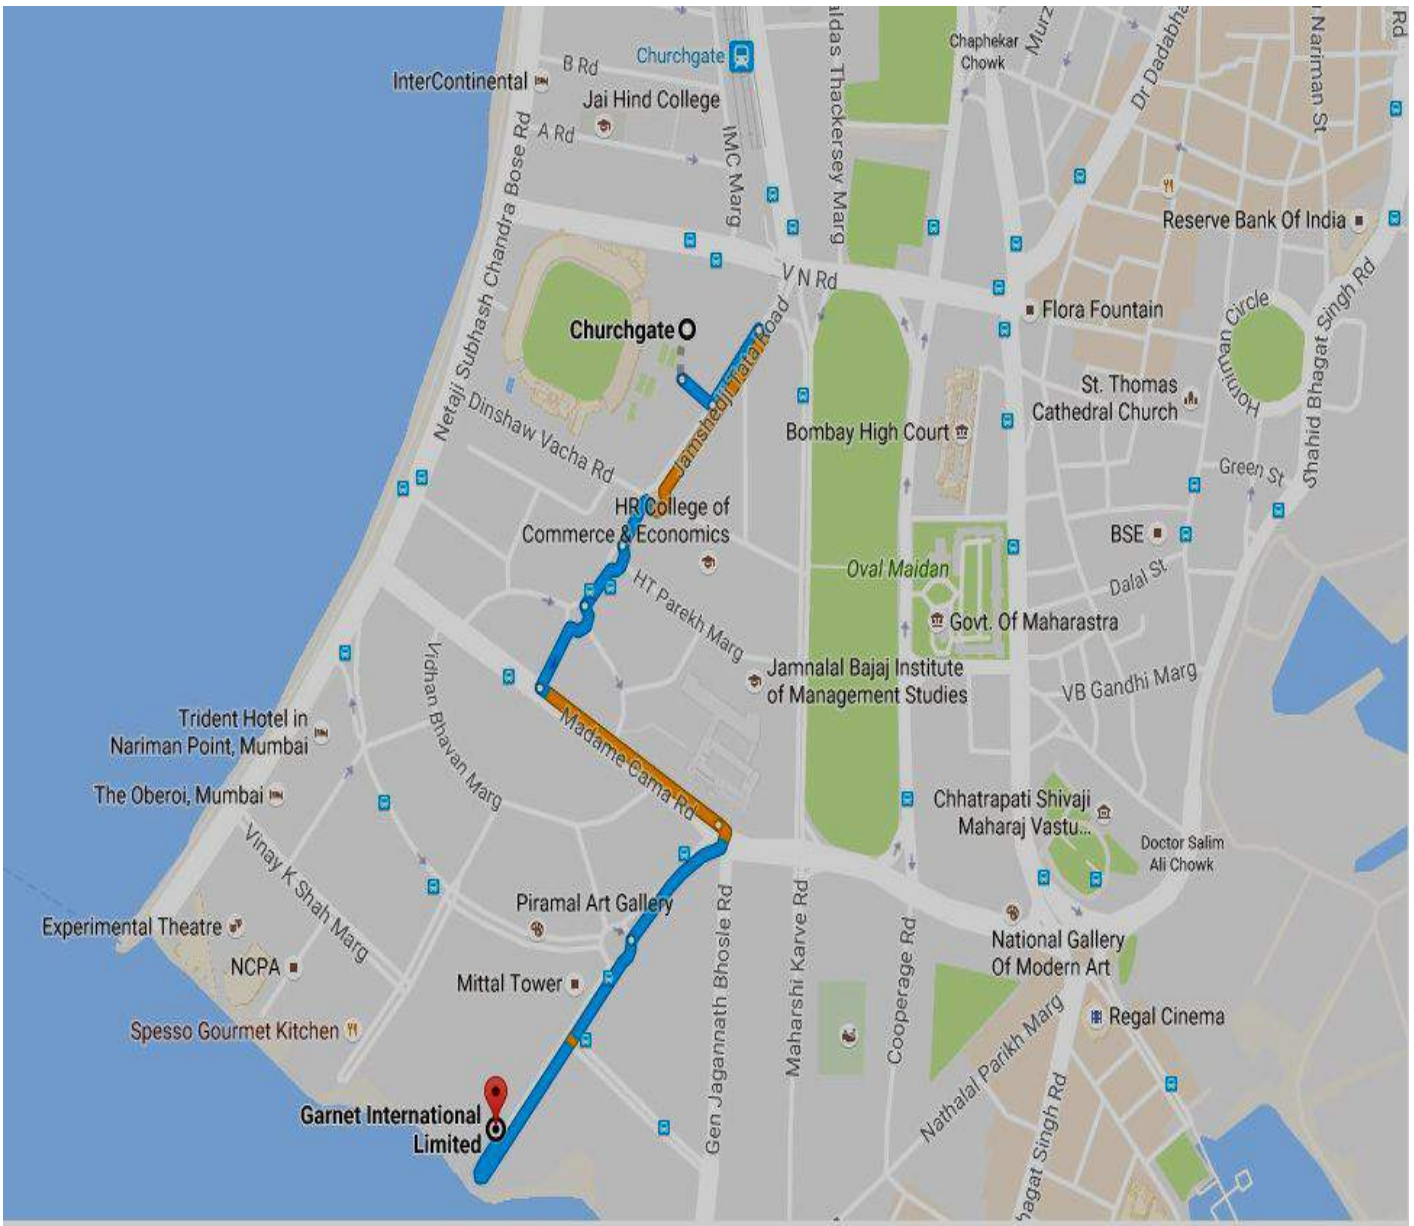 aldas Thackersey Marg
Murz
Nariman St
Rd
Churchgate
Chaphekar
Chowk
Dr Dadabha
InterContinental
B Rd
Jai Hind College
A Rd
IMC Marg
Netaji Subhash Chandra Bose Rd
Reserve Bank Of India
V N Rd
Flora Fountain
Horniman Circle
Shahid Bhagat Singh Rd
Churchgate
Jamshedji Tata Road
St. Thomas
Cathedral Church
Dinshaw Vacha Rd
Bombay High Court
Green St
HR College of
Commerce & Economics
BSE
Oval Maidan
Dalal St
HT Parekh Marg
Govt. Of Maharastra
Vidhan Bhavan Marg
Jamnalal Bajaj Institute
of Management Studies
VB Gandhi Marg
Trident Hotel in
Nariman Point, Mumbai
Madame Cama Rd
The Oberoi, Mumbai
Chhatrapati Shivaji
Maharaj Vastu...
Doctor Salim
Ali Chowk
Vinay K Shah Marg
Piramal Art Gallery
Experimental Theatre
Gen Jagannath Bhosle Rd
Maharshi Karve Rd
Cooperage Rd
National Gallery
Of Modern Art
NCPA
Mittal Tower
Spesso Gourmet Kitchen
Regal Cinema
Nathalal Parikh Marg
Garnet International
Limited
hagat Singh Rd